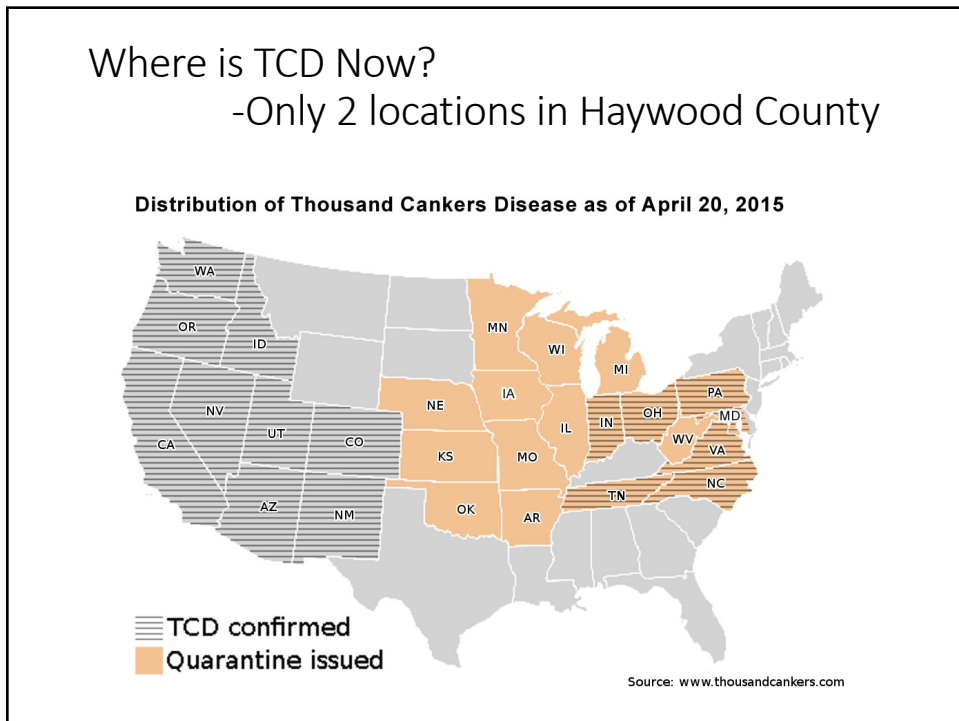 Where is TCD Now?
-Only 2 locations in Haywood County
Distribution of Thousand Cankers Disease as of April 20, 2015
WA
OR
ID
MN
WI
MI
NE
IA
PA
NV
UT
CO
CA
IL
IN
OH
MD
WV
VA
KS
MO
AZ
NM
OK
AR
TN
NC
TCD confirmed
Quarantine issued
Source: www.thousandcankers.com